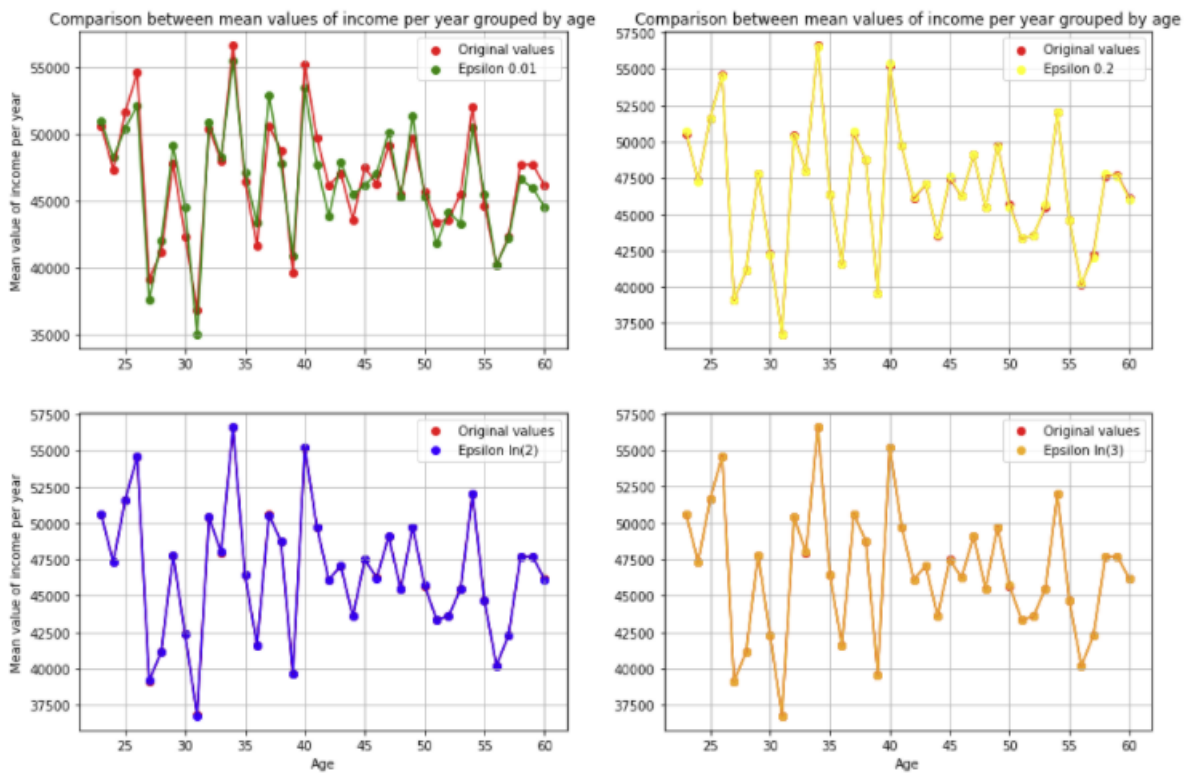 Comparison between mean values of income per year grouped by age
Mean value of income per year
55000
50000
45000
40000
35000
Original values
Epsilon 0.01
25 30 35 40 45 50 55 60
Comparison between mean values of income per year grouped by age
57500
55000
52500
50000
47500
45000
42500
40000
37500
Original values
Epsilon 0.2
25 30 35 40 45 50 55 60
Mean value of income per year
57500
55000
52500
50000
47500
45000
42500
40000
37500
Original values
Epsilon ln(2)
25 30 35 40 45 50 55 60
Age
57500
55000
52500
50000
47500
45000
42500
40000
37500
Original values
Epsilon ln(3)
25 30 35 40 45 50 55 60
Age